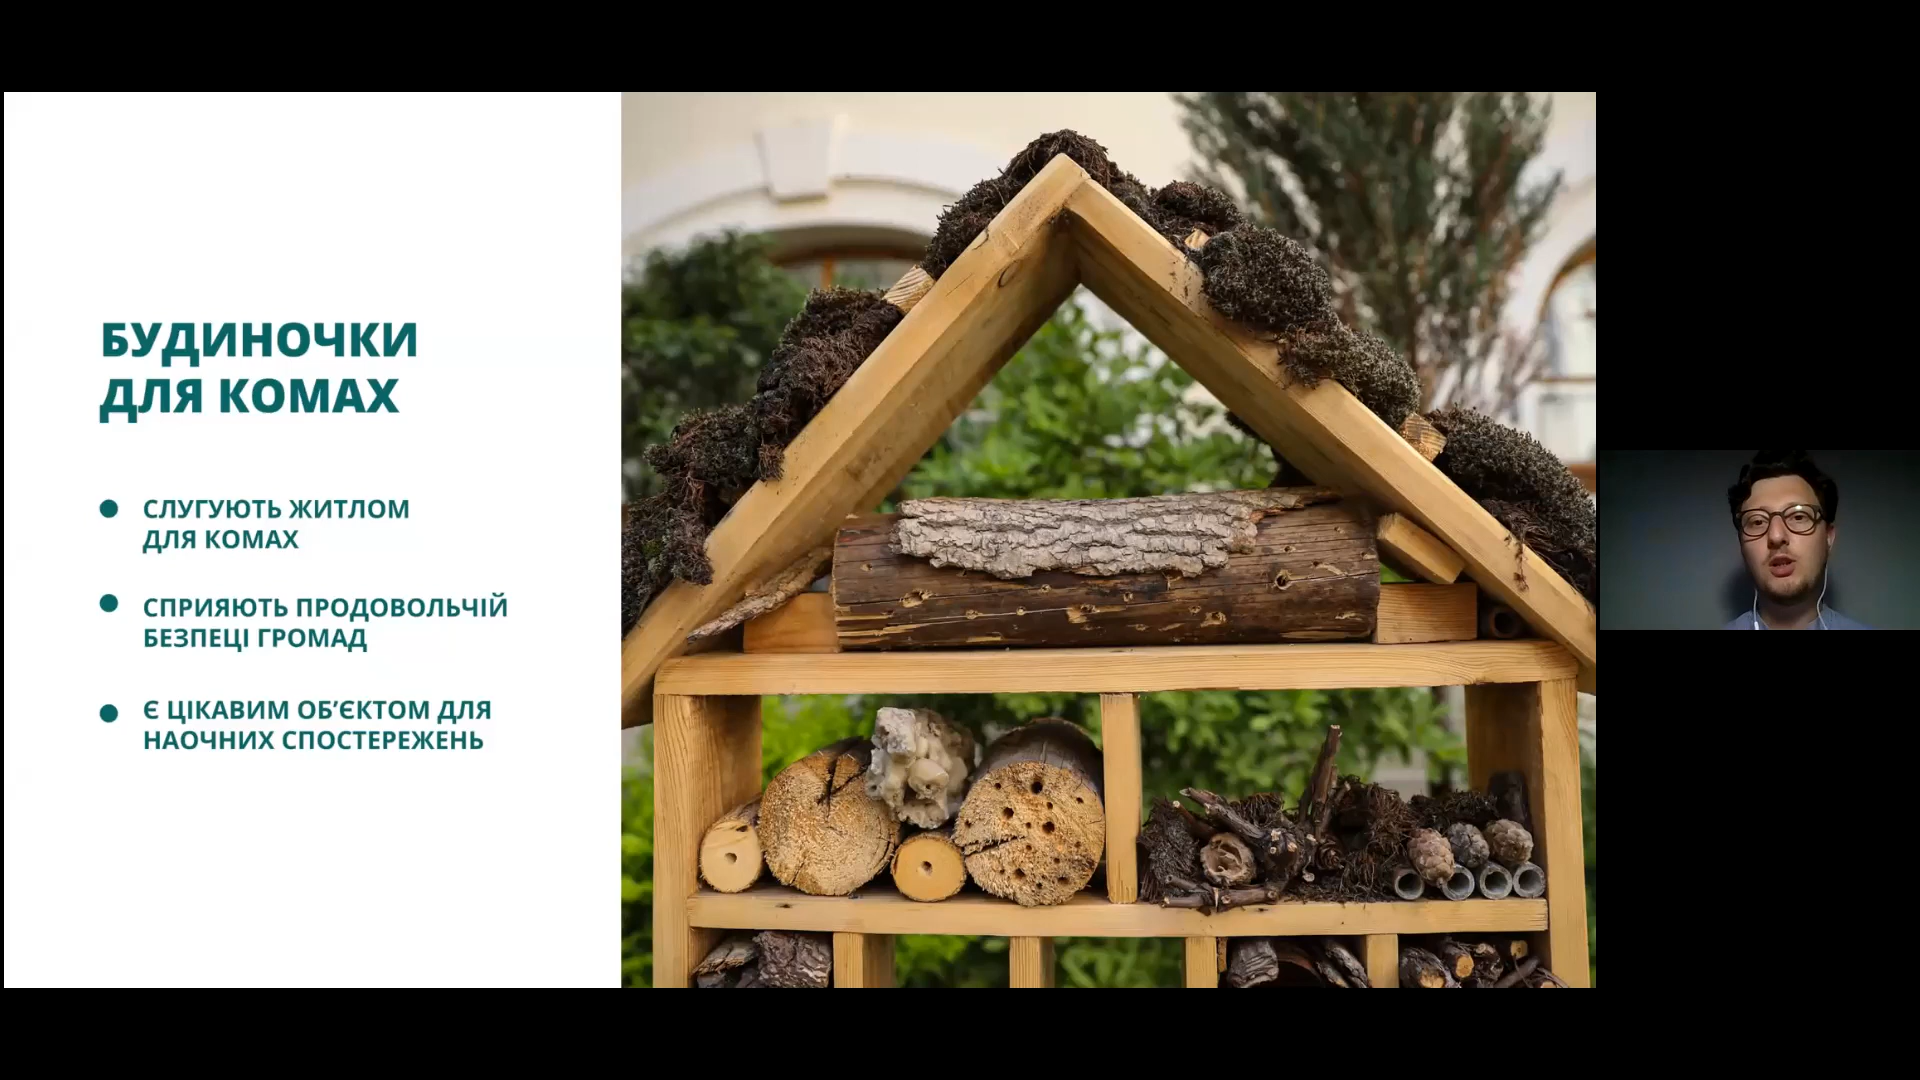 БУДИНОЧКИ
ДЛЯ КОМАХ
СЛУГУЮТЬ ЖИТЛОМ
ДЛЯ КОМАХ
СПРИЯЮТЬ ПРОДОВОЛЬЧІЙ
БЕЗПЕЦІ ГРОМАД
Є ЦІКАВИМ ОБ’ЄКТОМ ДЛЯ
НАОЧНИХ СПОСТЕРЕЖЕНЬ